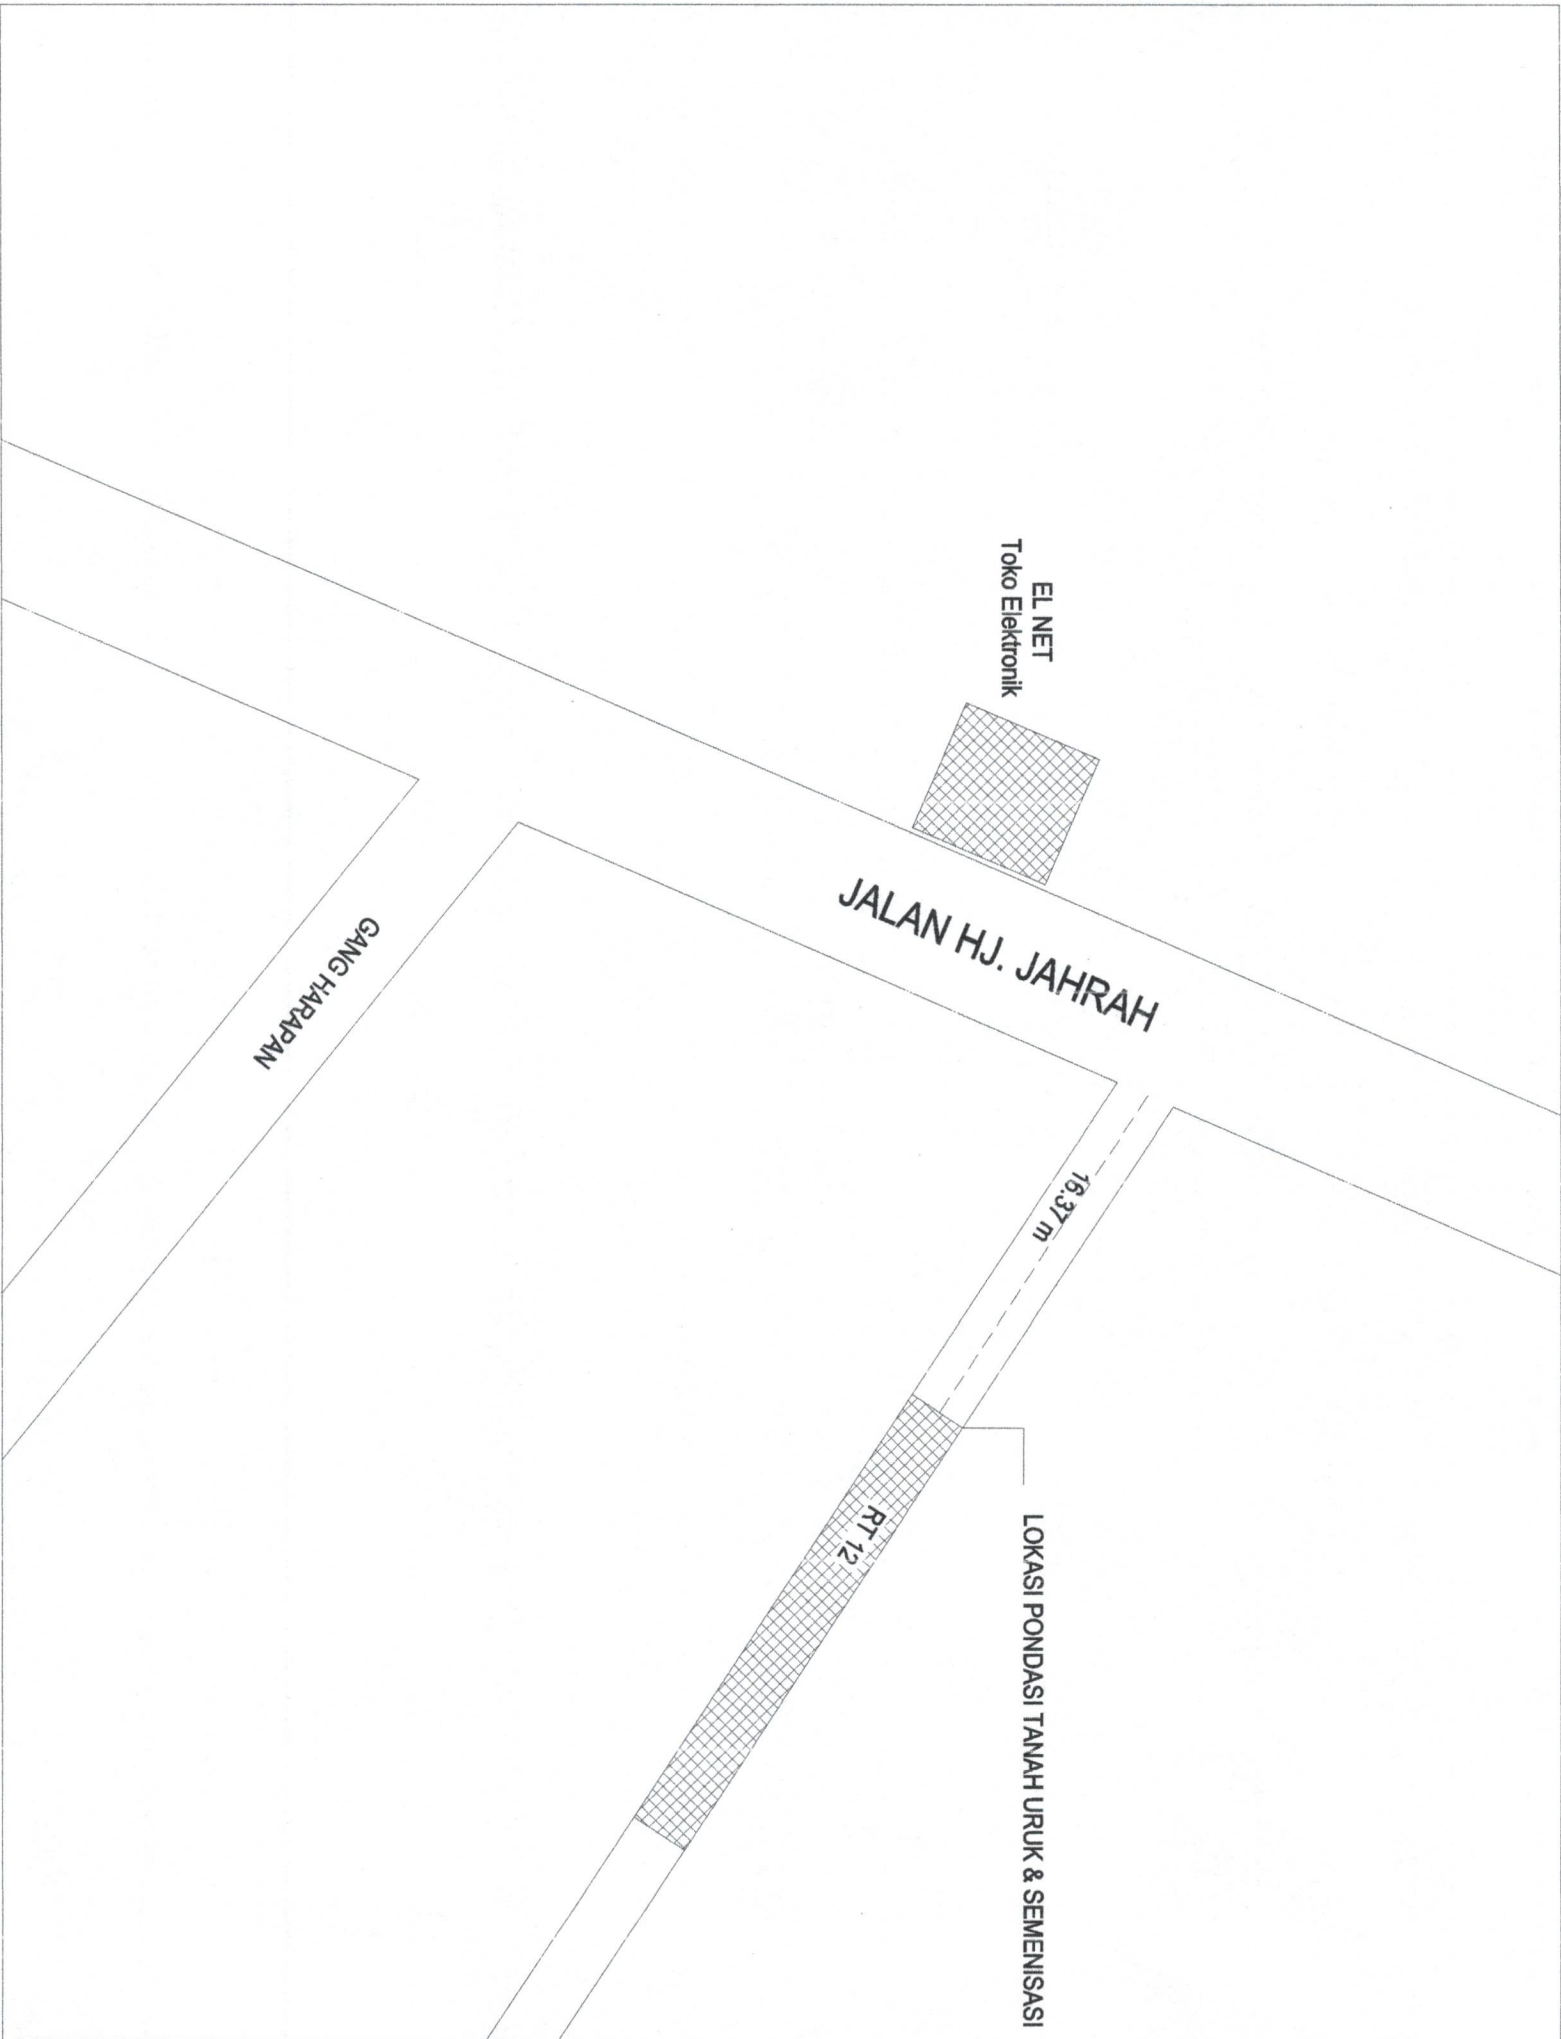 EL NET
Toko Elektronik
JALAN HJ. JAHRAH
GANG HARAPAN
16.37 m
RT 12
LOKASI PONDASI TANAH URUK & SEMENISASI